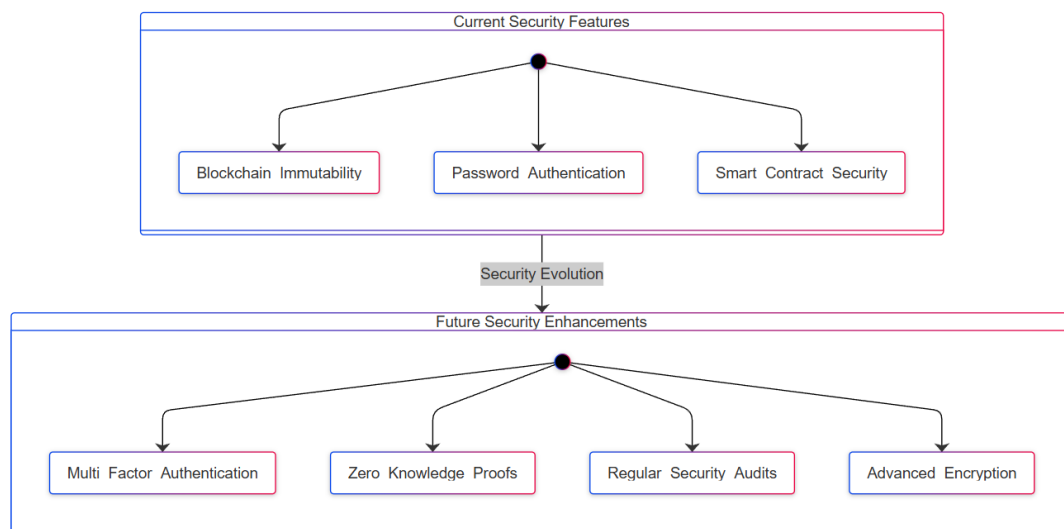 Current Security Features
Blockchain Immutability
Password Authentication
Smart Contract Security
Security Evolution
Future Security Enhancements
Multi Factor Authentication
Zero Knowledge Proofs
Regular Security Audits
Advanced Encryption